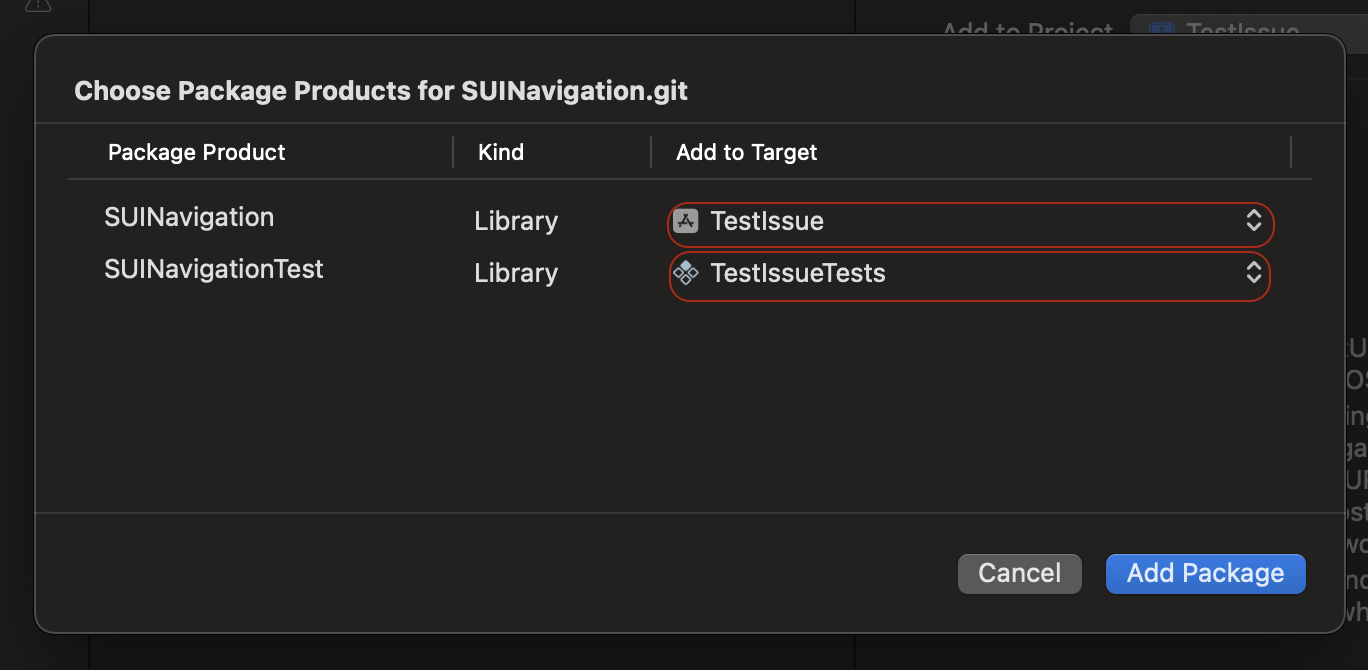 Add to Project TestIssue
Choose Package Products for SUINavigation.git
Package Product Kind Add to Target
SUINavigation Library TestIssue
SUINavigationTest Library TestIssueTests
Cancel Add Package